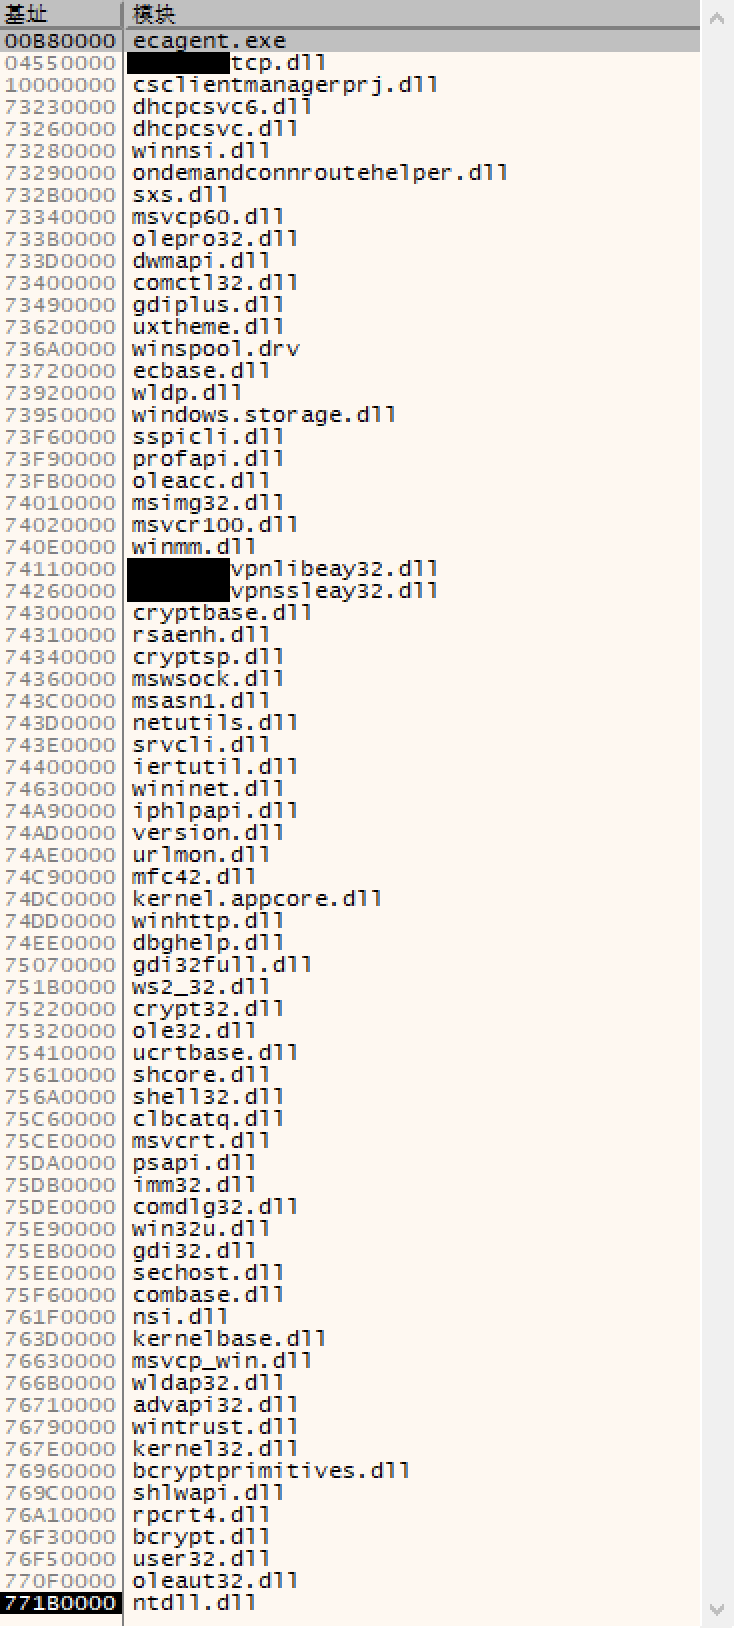 基址 模块
00B80000 ecagent.exe
04550000 tcp.dll
10000000 csclientmanagerprj.dll
73230000 dhcpcsvc6.dll
73260000 dhcpcsvc.dll
73280000 winnsi.dll
73290000 ondemandconnroutehelper.dll
732B0000 sxs.dll
73340000 msvcp60.dll
733B0000 olepro32.dll
733D0000 dwmapi.dll
73400000 comctl32.dll
73490000 gdiplus.dll
73620000 uxtheme.dll
736A0000 winspool.drv
73720000 ecbase.dll
73920000 wldp.dll
73950000 windows.storage.dll
73F60000 sspicli.dll
73F90000 profapi.dll
73FB0000 oleacc.dll
74010000 msimg32.dll
74020000 msvcr100.dll
740E0000 winmm.dll
74110000 vpnlibeay32.dll
74260000 vpnssleay32.dll
74300000 cryptbase.dll
74310000 rsaenh.dll
74340000 cryptsp.dll
74360000 mswsock.dll
743C0000 msasn1.dll
743D0000 netutils.dll
743E0000 srvcli.dll
74400000 iertutil.dll
74630000 wininet.dll
74A90000 iphlpapi.dll
74AD0000 version.dll
74AE0000 urlmon.dll
74C90000 mfc42.dll
74DC0000 kernel.appcore.dll
74DD0000 winhttp.dll
74EE0000 dbghelp.dll
75070000 gdi32full.dll
751B0000 ws2_32.dll
75220000 crypt32.dll
75320000 ole32.dll
75410000 ucrtbase.dll
75610000 shcore.dll
756A0000 shell32.dll
75C60000 clbcatq.dll
75CE0000 msvcrt.dll
75DA0000 psapi.dll
75DB0000 imm32.dll
75DE0000 comdlg32.dll
75E90000 win32u.dll
75EB0000 gdi32.dll
75EE0000 sechost.dll
75F60000 combase.dll
761F0000 nsi.dll
763D0000 kernelbase.dll
76630000 msvcp_win.dll
766B0000 wldap32.dll
76710000 advapi32.dll
76790000 wintrust.dll
767E0000 kernel32.dll
76960000 bcryptprimitives.dll
769C0000 shlwapi.dll
76A10000 rpcrt4.dll
76F30000 bcrypt.dll
76F50000 user32.dll
770F0000 oleaut32.dll
771B0000 ntdll.dll